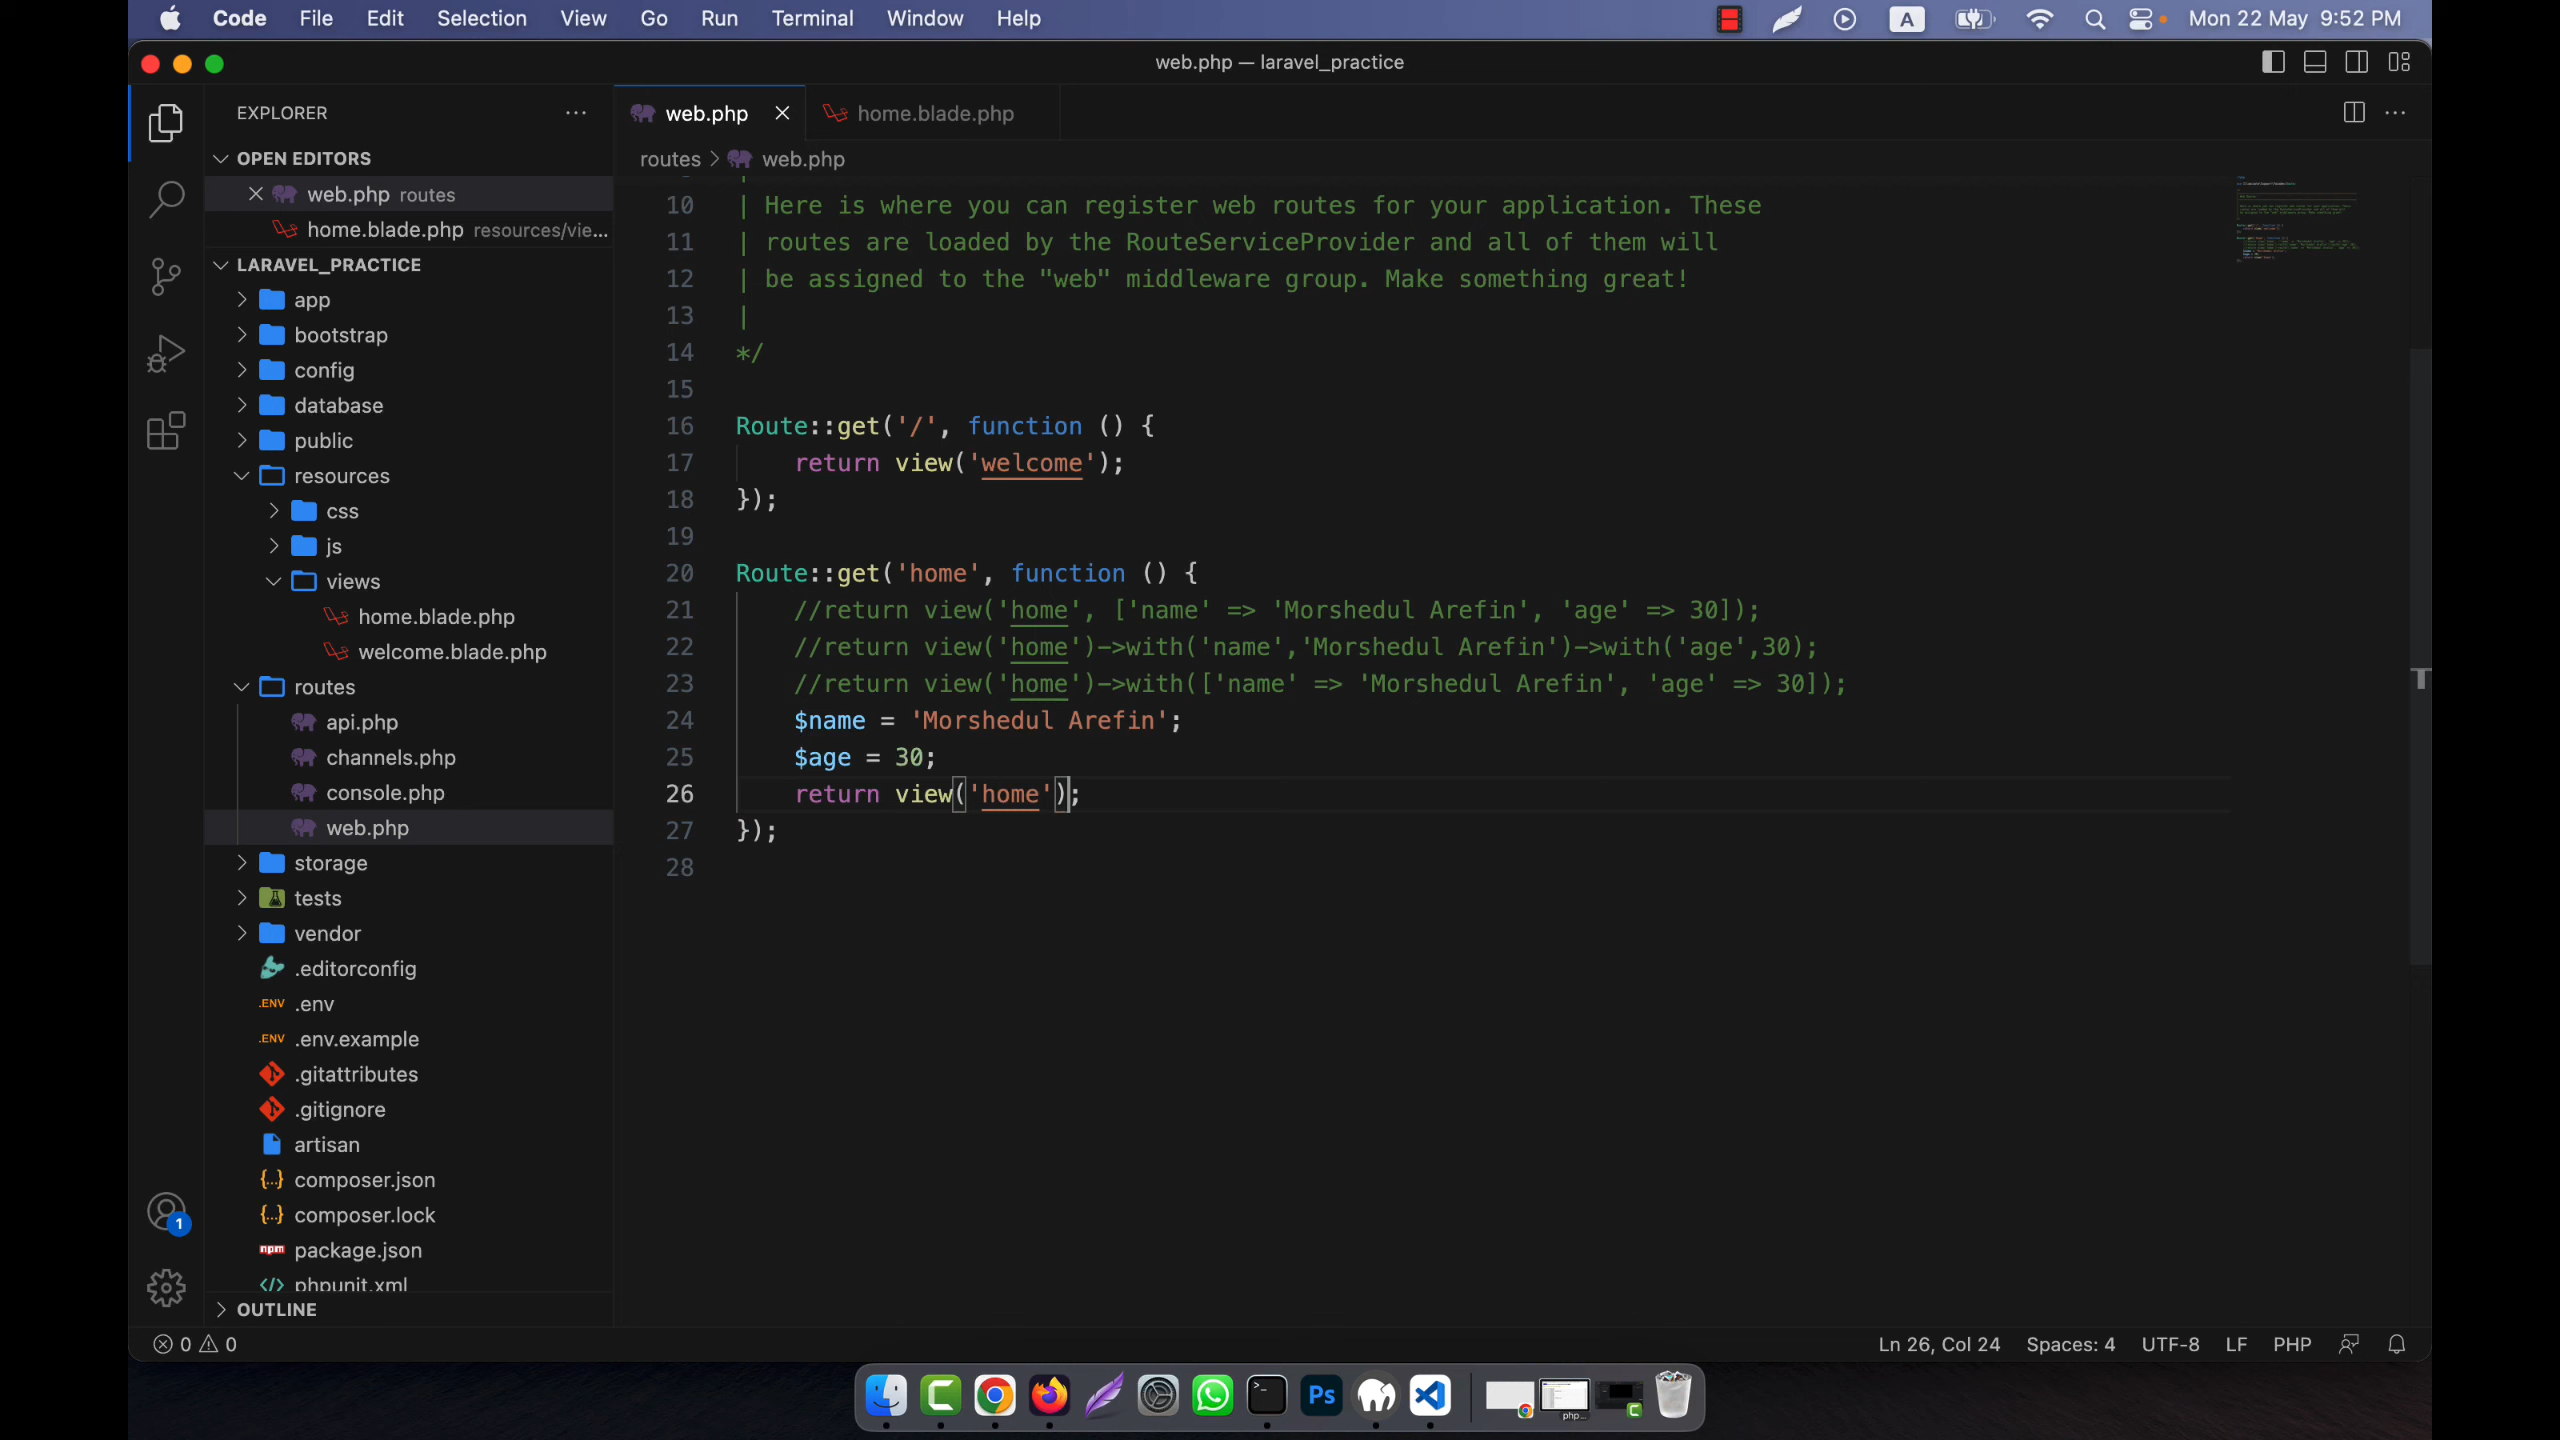 Code File Edit Selection View Go Run Terminal Window Help A Mon 22 May 9:52 PM
web.php — laravel_practice
EXPLORER
web.php home.blade.php
OPEN EDITORS
routes > web.php
web.php routes
home.blade.php resources/vie...
LARAVEL_PRACTICE
app
bootstrap
config
database
public
resources
css
js
views
home.blade.php
welcome.blade.php
routes
api.php
channels.php
console.php
web.php
storage
tests
vendor
.editorconfig
.ENV .env
.ENV .env.example
.gitattributes
.gitignore
artisan
{..} composer.json
{..} composer.lock
npm package.json
</> phpunit.xml
OUTLINE
1
10 | Here is where you can register web routes for your application. These
11 | routes are loaded by the RouteServiceProvider and all of them will
12 | be assigned to the "web" middleware group. Make something great!
13 |
14 */
15
16 Route::get('/', function () {
17 return view('welcome');
18 });
19
20 Route::get('home', function () {
21 //return view('home', ['name' => 'Morshedul Arefin', 'age' => 30]);
22 //return view('home')->with('name','Morshedul Arefin')->with('age',30);
23 //return view('home')->with(['name' => 'Morshedul Arefin', 'age' => 30]);
24 $name = 'Morshedul Arefin';
25 $age = 30;
26 return view('home');
27 });
28
0 0 Ln 26, Col 24 Spaces: 4 UTF-8 LF PHP
Ps
php...